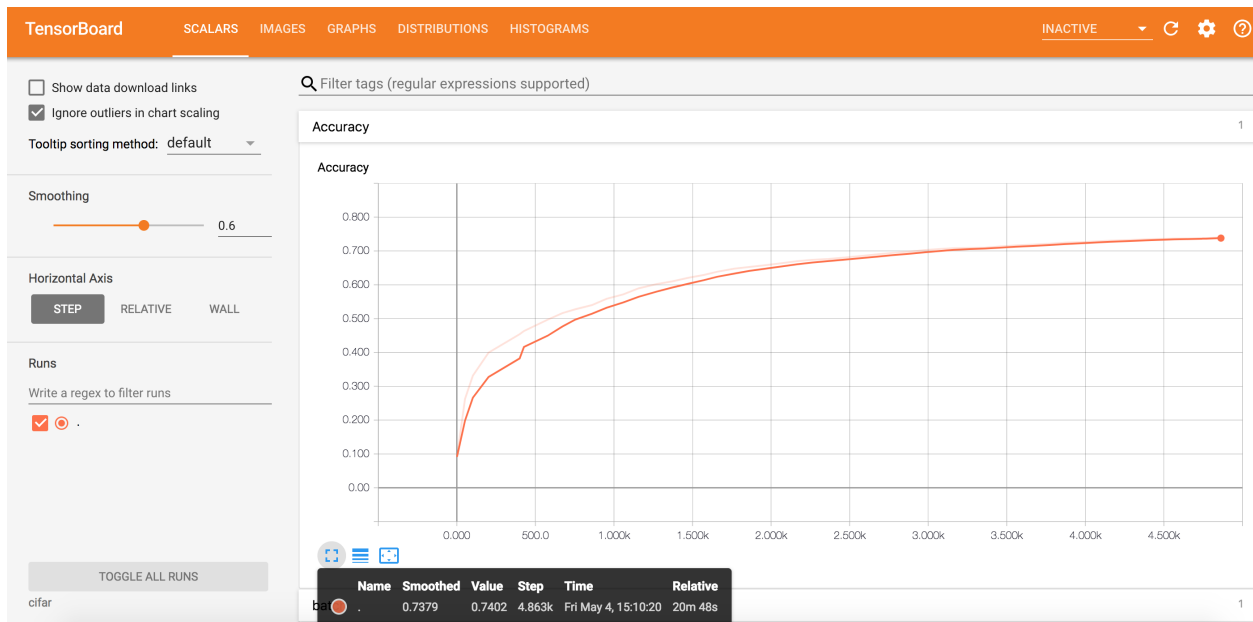 TensorBoard SCALARS IMAGES GRAPHS DISTRIBUTIONS HISTOGRAMS INACTIVE
Show data download links
Ignore outliers in chart scaling
Tooltip sorting method: default
Smoothing
0.6
Horizontal Axis
STEP RELATIVE WALL
Runs
Write a regex to filter runs
.
TOGGLE ALL RUNS
cifar
Filter tags (regular expressions supported)
Accuracy 1
Accuracy
0.800
0.700
0.600
0.500
0.400
0.300
0.200
0.100
0.00
0.000 500.0 1.000k 1.500k 2.000k 2.500k 3.000k 3.500k 4.000k 4.500k
Name Smoothed Value Step Time Relative
. 0.7379 0.7402 4.863k Fri May 4, 15:10:20 20m 48s
1